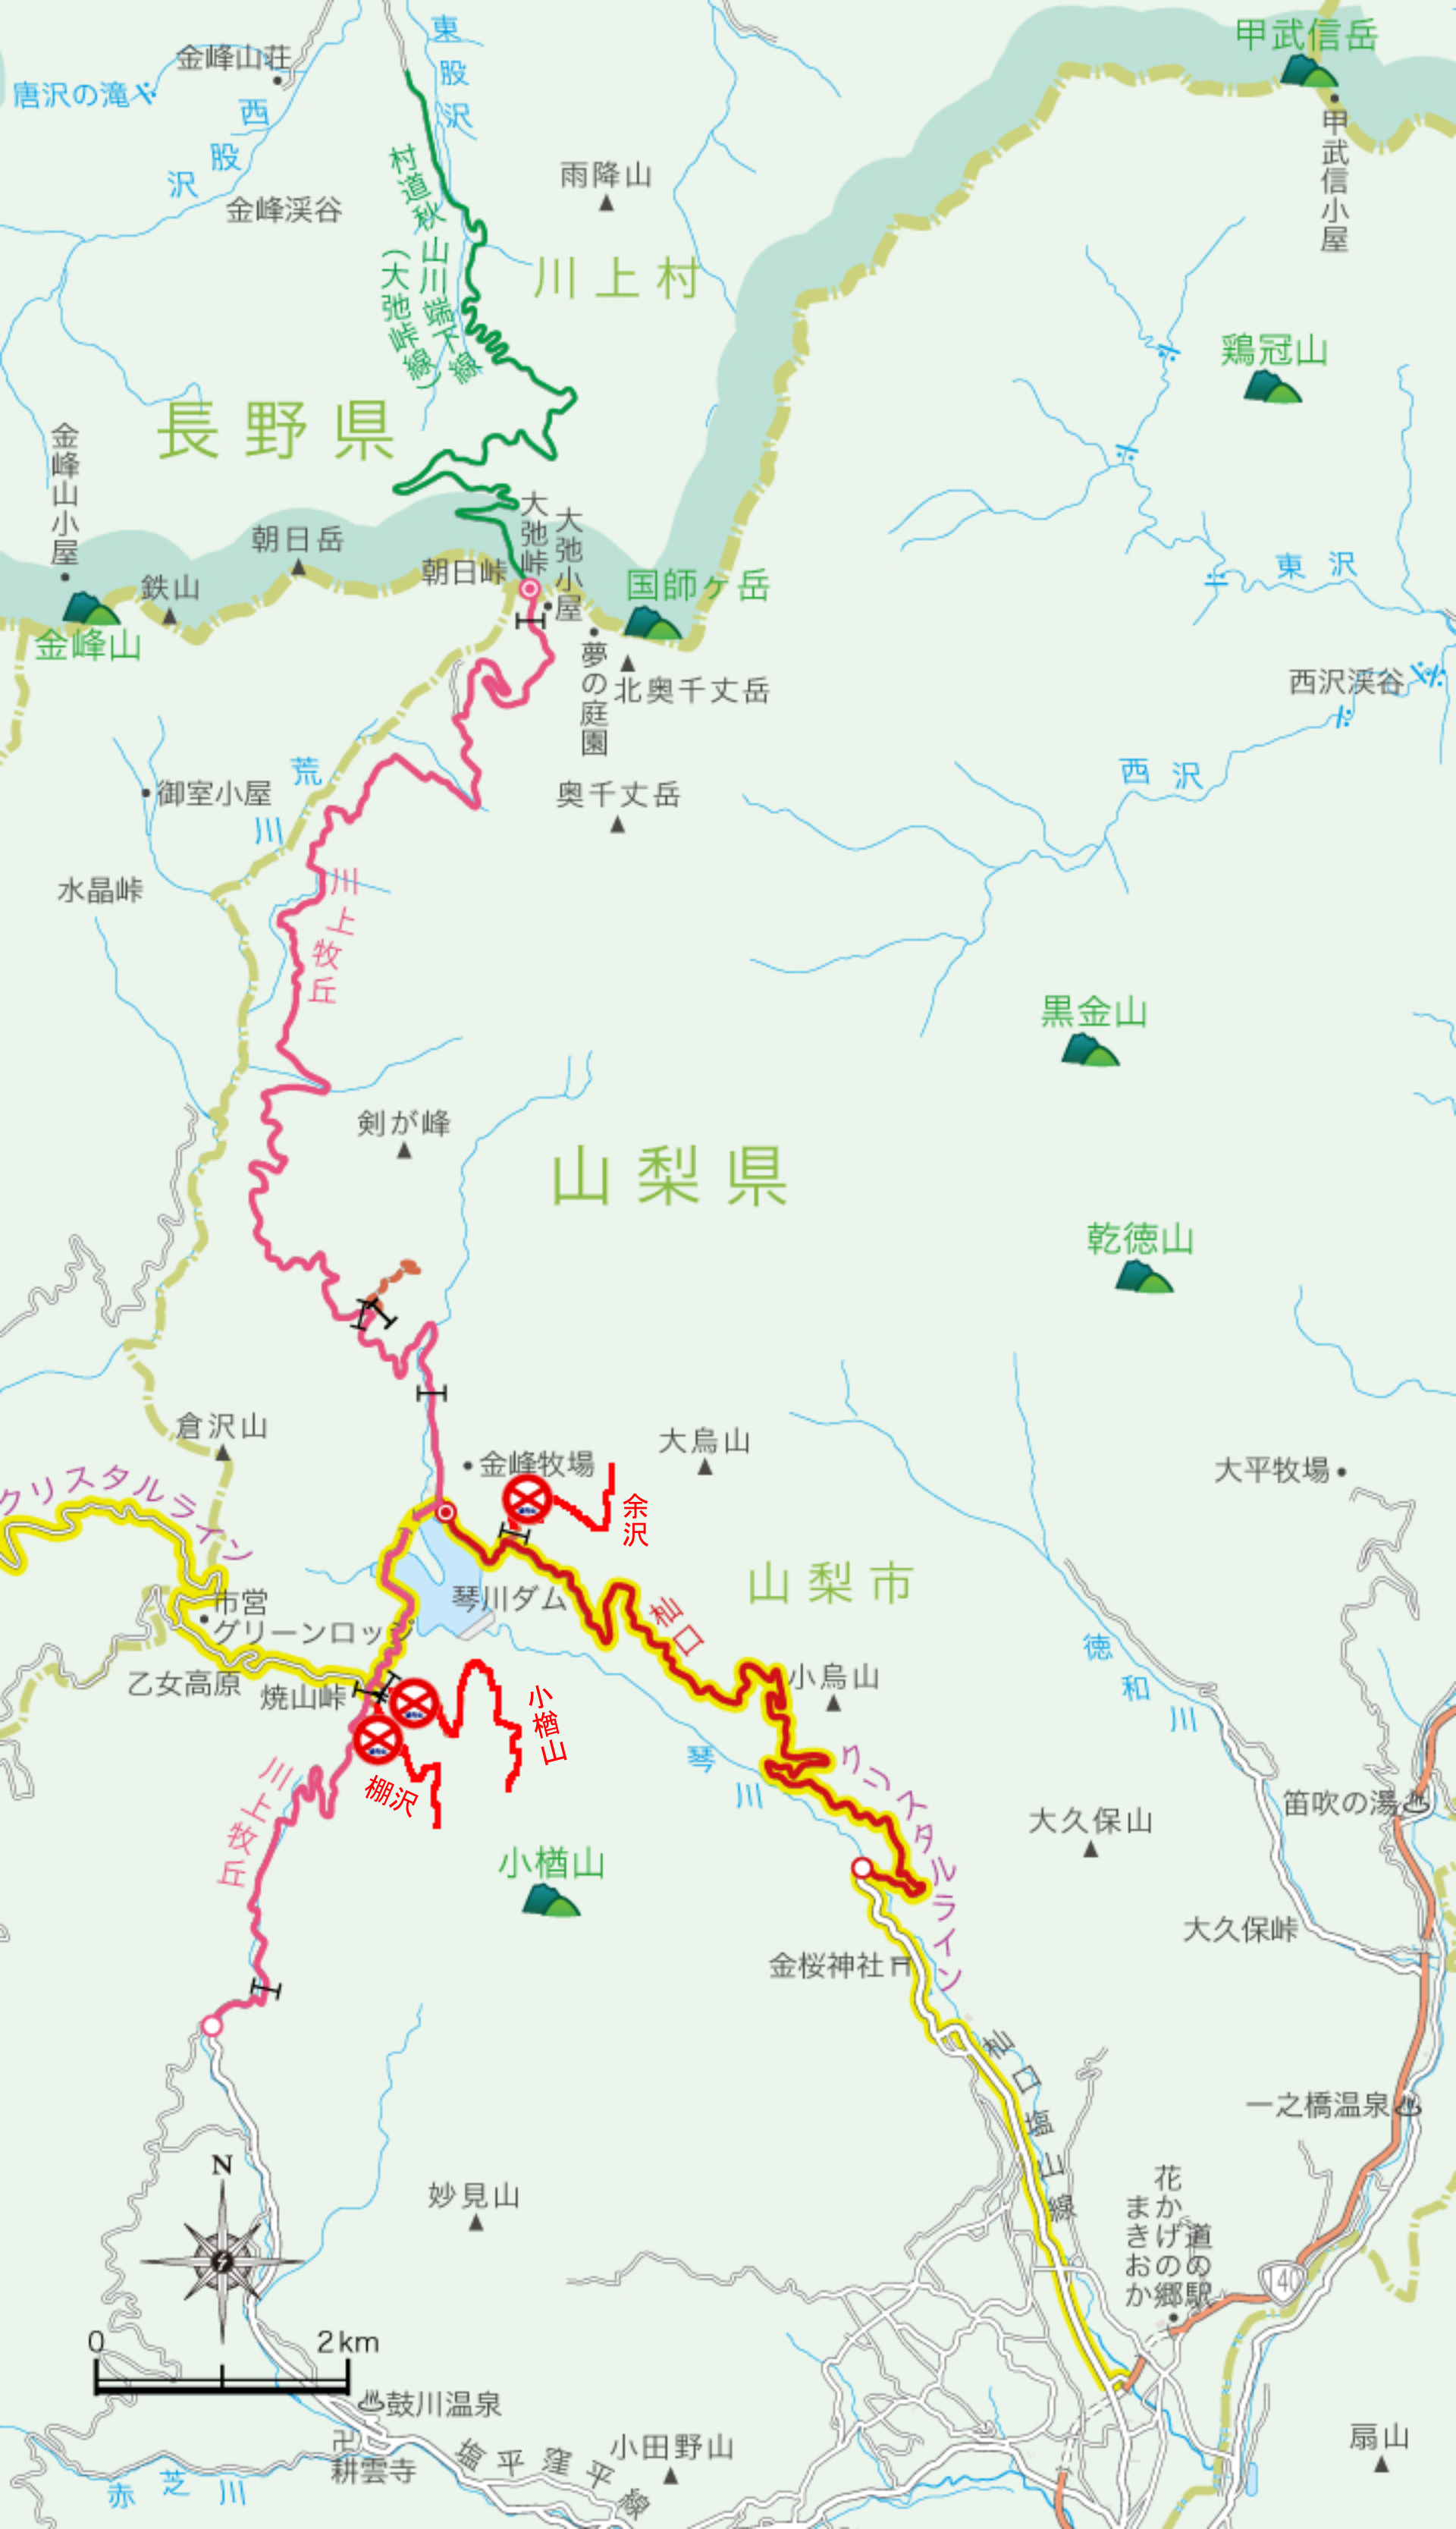 甲武信岳
東股沢
金峰山荘
唐沢の滝
西股沢
甲武信小屋
村道秋山川端下線
(大弛峠線)
雨降山
金峰渓谷
川上村
鶏冠山
長野県
金峰山小屋
大弛峠
大弛小屋
朝日岳
朝日峠
東沢
鉄山
国師ヶ岳
金峰山
夢の庭園
北奥千丈岳
西沢渓谷
荒川
西沢
御室小屋
奥千丈岳
水晶峠
川上牧丘
黒金山
剣が峰
山梨県
乾徳山
倉沢山
大烏山
金峰牧場
大平牧場
クリスタルライン
余沢
山梨市
市営
グリーンロッジ
琴川ダム
杣口
徳和川
乙女高原
焼山峠
小楢山
小烏山
棚沢
琴川
クリスタルライン
川上牧丘
笛吹の湯
大久保山
小楢山
大久保峠
金桜神社
杣口塩山線
一之橋温泉
N
妙見山
花かげの郷
まきおか
道の駅
140
0
2km
鼓川温泉
耕雲寺
塩平窪平線
小田野山
扇山
赤芝川